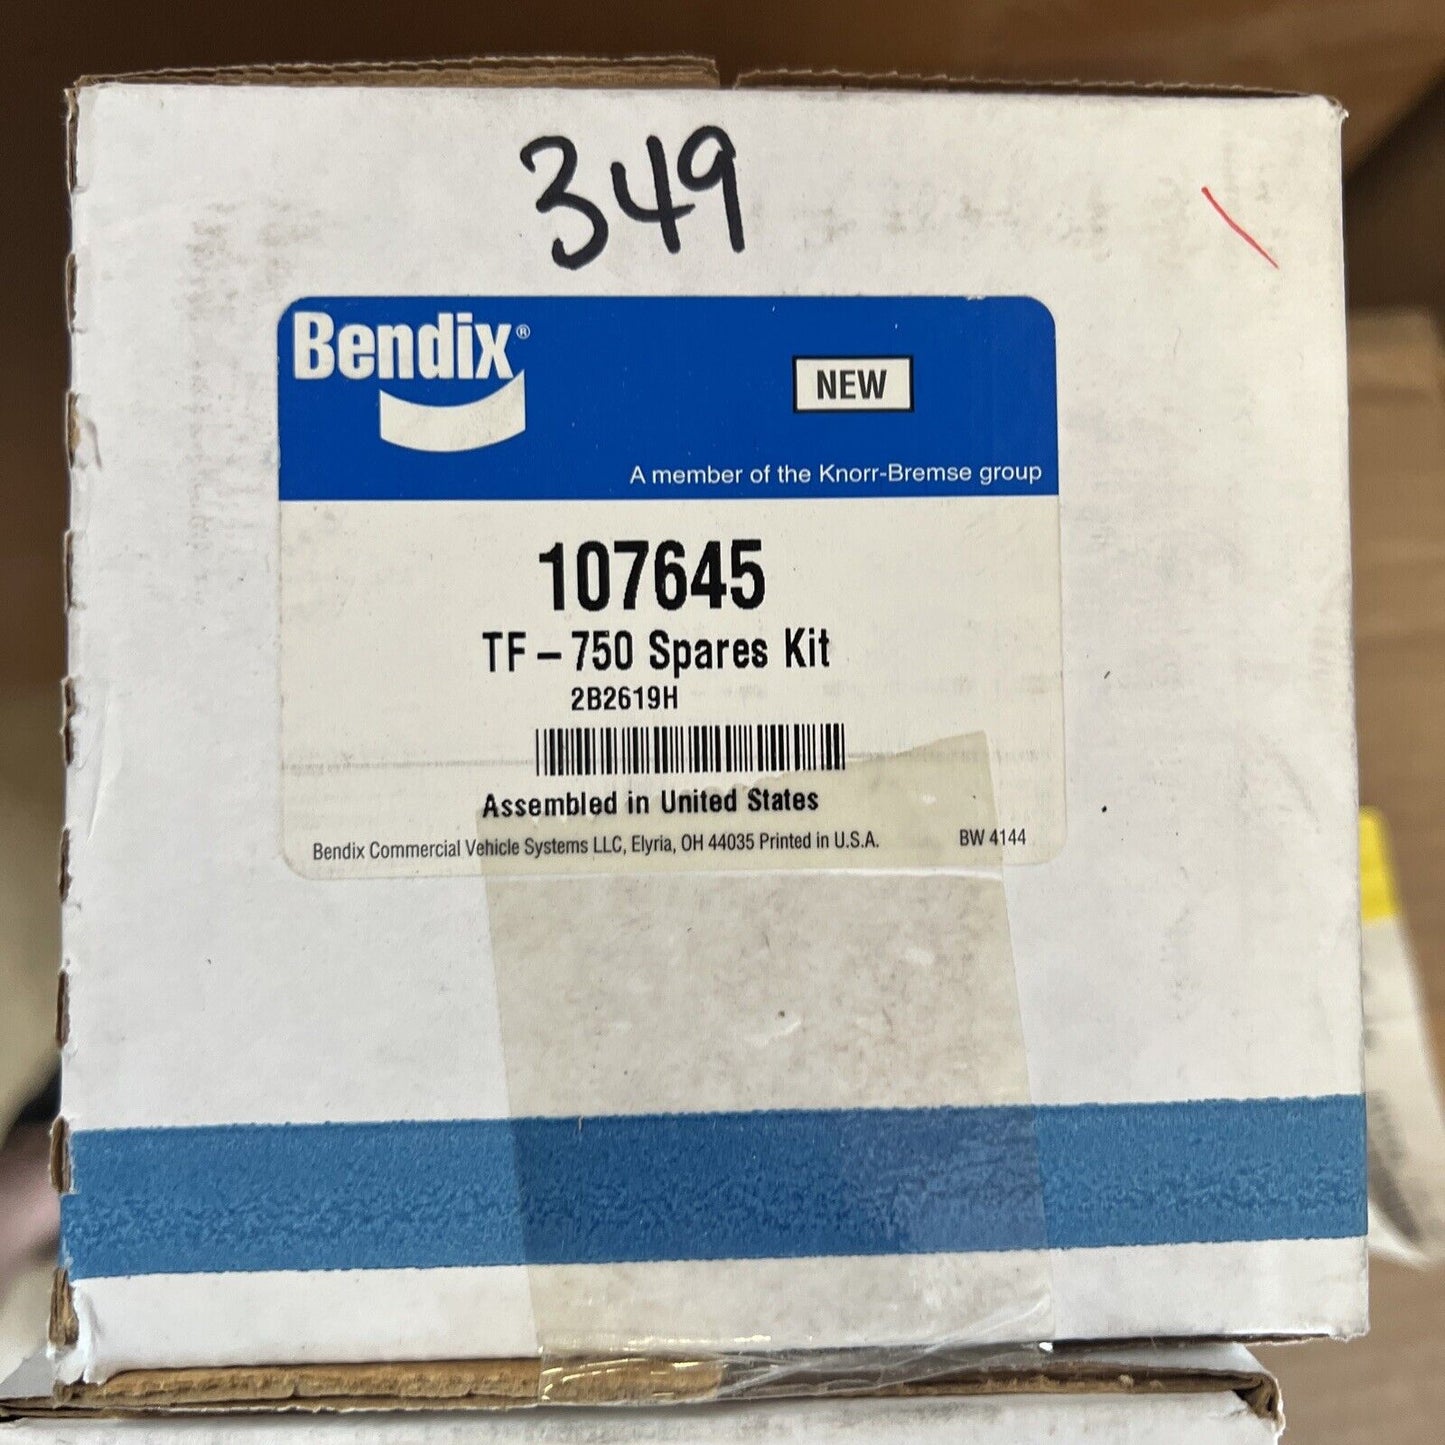 349
Bendix®
NEW
A member of the Knorr-Bremse group
107645
TF - 750 Spares Kit
2B2619H
Assembled in United States
Bendix Commercial Vehicle Systems LLC, Elyria, OH 44035 Printed in U.S.A. BW 4144